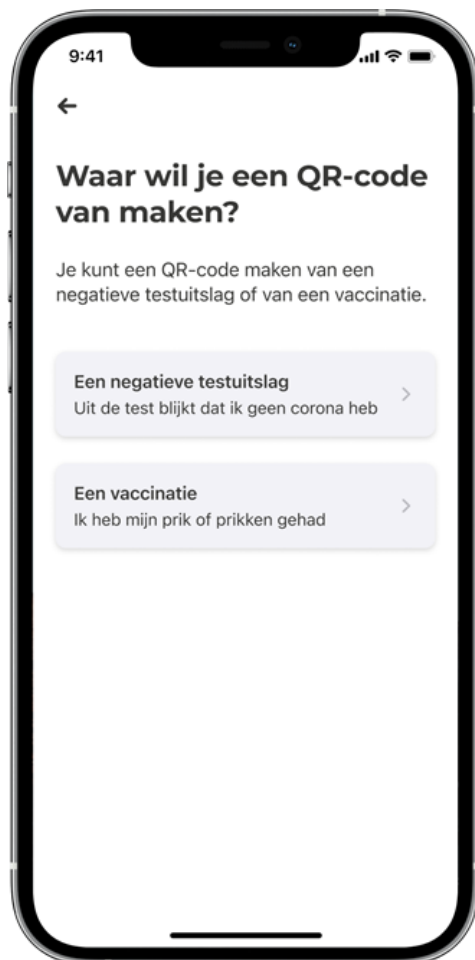 9:41
Waar wil je een QR-code
van maken?
Je kunt een QR-code maken van een
negatieve testuitslag of van een vaccinatie.
Een negatieve testuitslag
Uit de test blijkt dat ik geen corona heb
Een vaccinatie
Ik heb mijn prik of prikken gehad